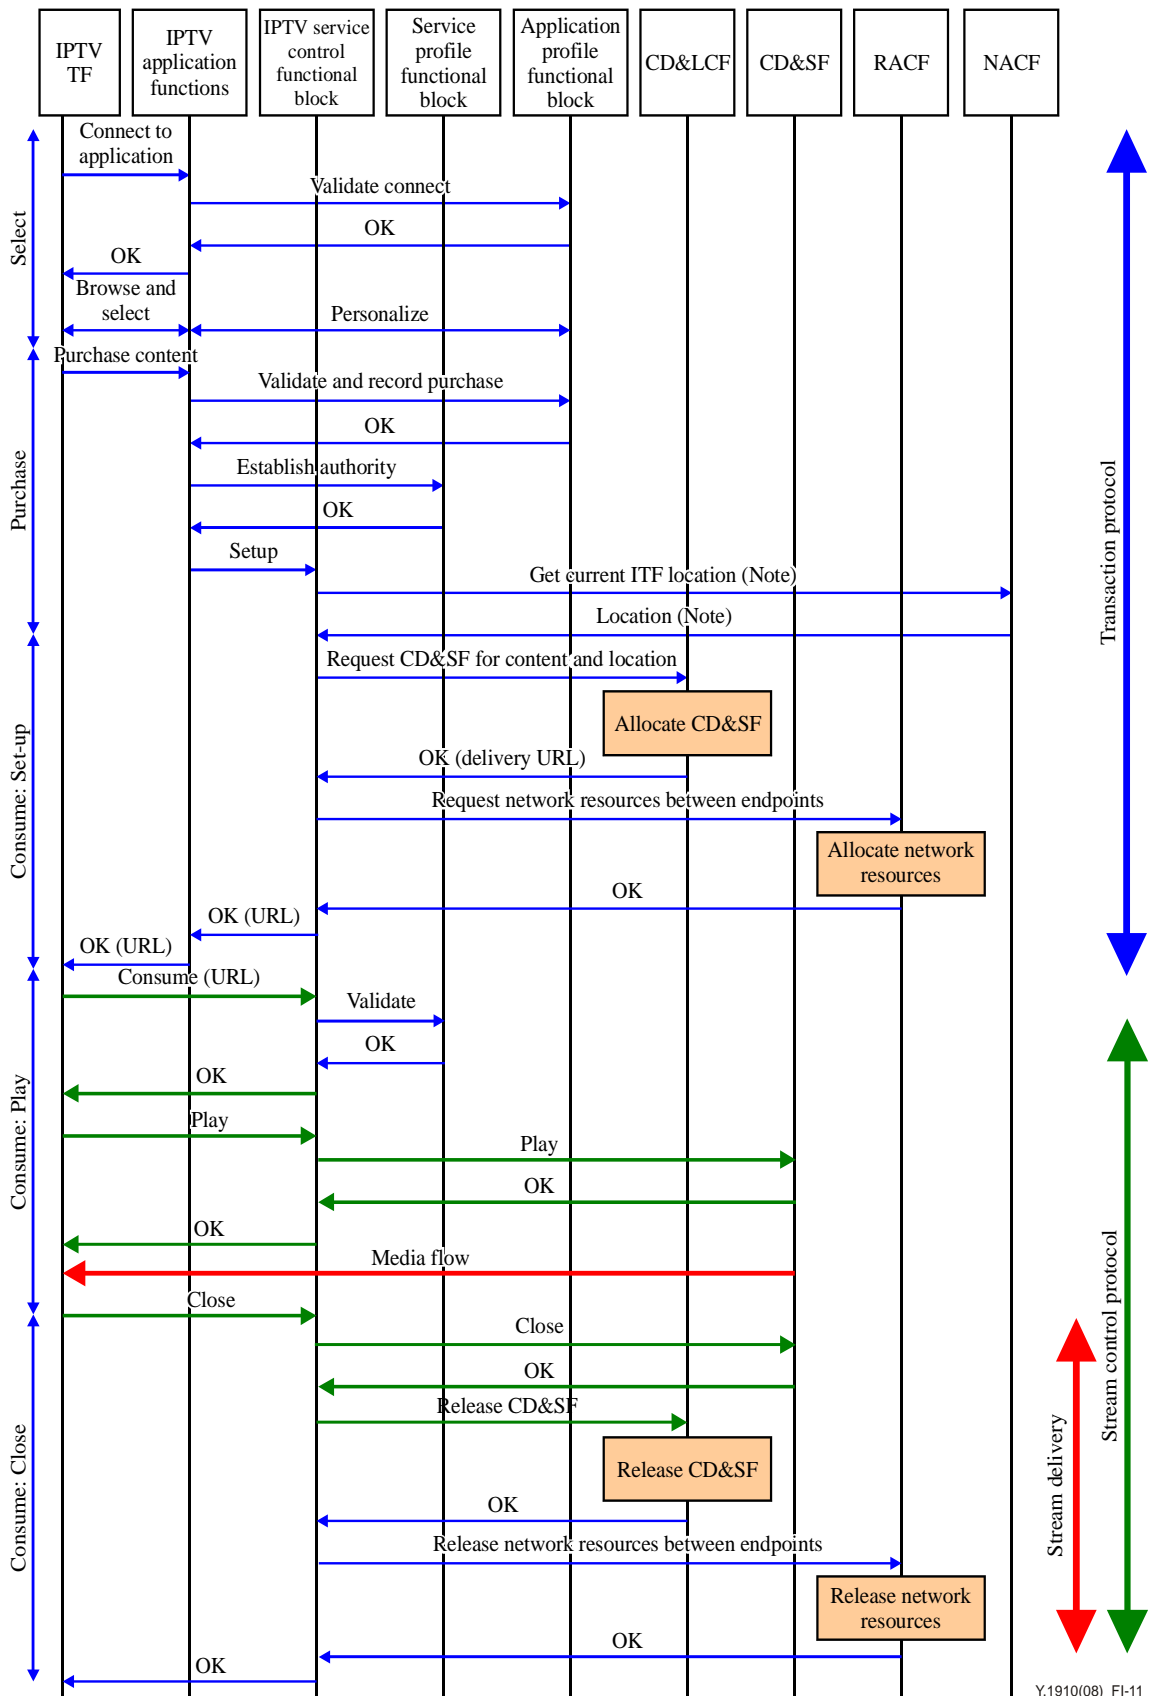 IPTV
TF
IPTV
application
functions
IPTV service
control
functional
block
Service
profile
functional
block
Application
profile
functional
block
CD&LCF
CD&SF
RACF
NACF
Select
Connect to
application
Validate connect
OK
OK
Browse and
select
Personalize
Purchase
Purchase content
Validate and record purchase
OK
Establish authority
OK
Setup
Get current ITF location (Note)
Location (Note)
Consume: Set-up
Request CD&SF for content and location
Allocate CD&SF
OK (delivery URL)
Request network resources between endpoints
Allocate network
resources
OK
OK (URL)
OK (URL)
Consume: Play
Consume (URL)
Validate
OK
OK
Play
Play
OK
OK
Media flow
Consume: Close
Close
Close
OK
Release CD&SF
Release CD&SF
OK
Release network resources between endpoints
Release network
resources
OK
OK
Transaction protocol
Stream control protocol
Stream delivery
Y.1910(08)_FI-11